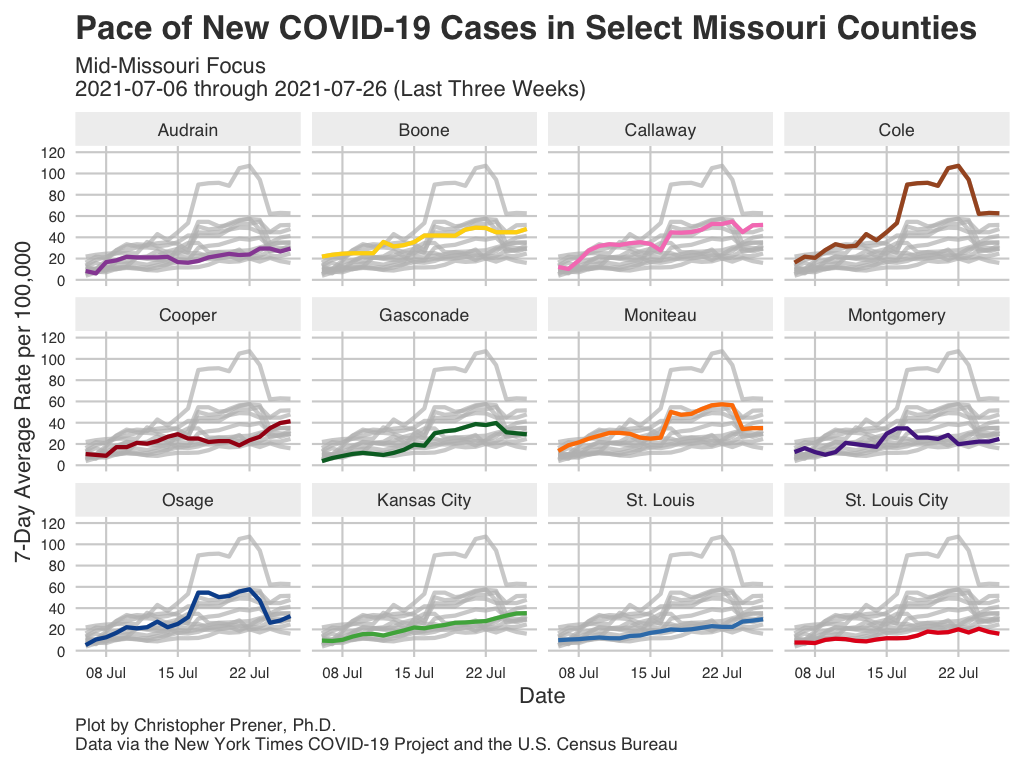 Pace of New COVID-19 Cases in Select Missouri Counties
Mid-Missouri Focus
2021-07-06 through 2021-07-26 (Last Three Weeks)
7-Day Average Rate per 100,000
Audrain Boone Callaway Cole
120
100
80
60
40
20
0
Cooper Gasconade Moniteau Montgomery
120
100
80
60
40
20
0
Osage Kansas City St. Louis St. Louis City
120
100
80
60
40
20
0
08 Jul 15 Jul 22 Jul 08 Jul 15 Jul 22 Jul 08 Jul 15 Jul 22 Jul 08 Jul 15 Jul 22 Jul
Date
Plot by Christopher Prener, Ph.D.
Data via the New York Times COVID-19 Project and the U.S. Census Bureau